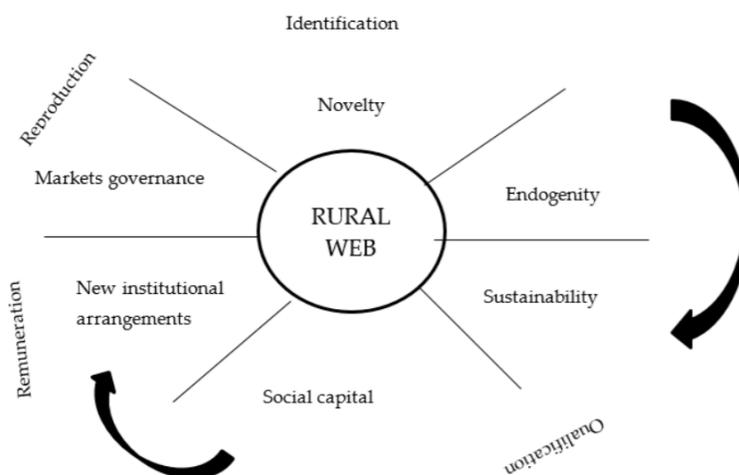 Identification
Reproduction
Novelty
Markets governance
RURAL
WEB
Endogenity
New institutional
arrangements
Sustainability
Remuneration
Social capital
Qualification